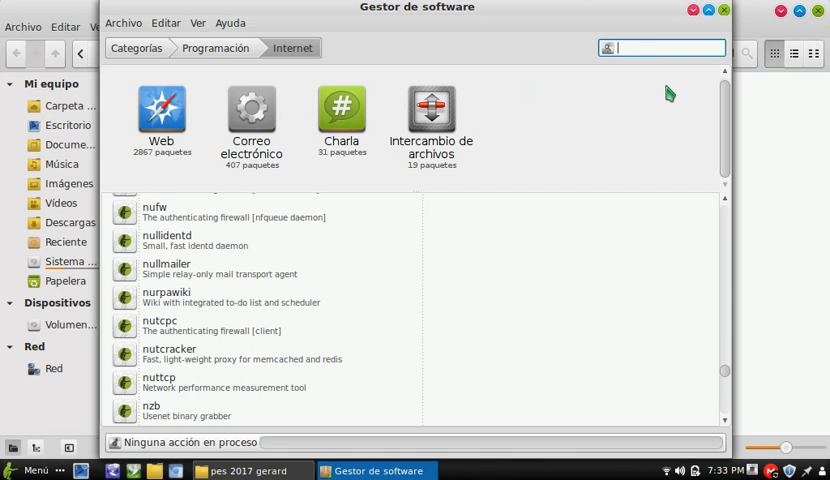 Gestor de software
Archivo Editar Ver Ayuda
Archivo Editar
Categorías Programación Internet
Mi equipo
Carpeta ...
Escritorio
Docume...
Música
Imágenes
Vídeos
Descargas
Reciente
Sistema ...
Papelera
Dispositivos
Volumen...
Red
Red
Web
2867 paquetes
Correo
electrónico
407 paquetes
Charla
31 paquetes
Intercambio de
archivos
19 paquetes
nufw
The authenticating firewall [nfqueue daemon]
nullidentd
Small, fast identd daemon
nullmailer
Simple relay-only mail transport agent
nurpawiki
Wiki with integrated to-do list and scheduler
nutcpc
The authenticating firewall [client]
nutcracker
Fast, light-weight proxy for memcached and redis
nuttcp
Network performance measurement tool
nzb
Usenet binary grabber
Ninguna acción en proceso
Menú
pes 2017 gerard
Gestor de software
7:33 PM